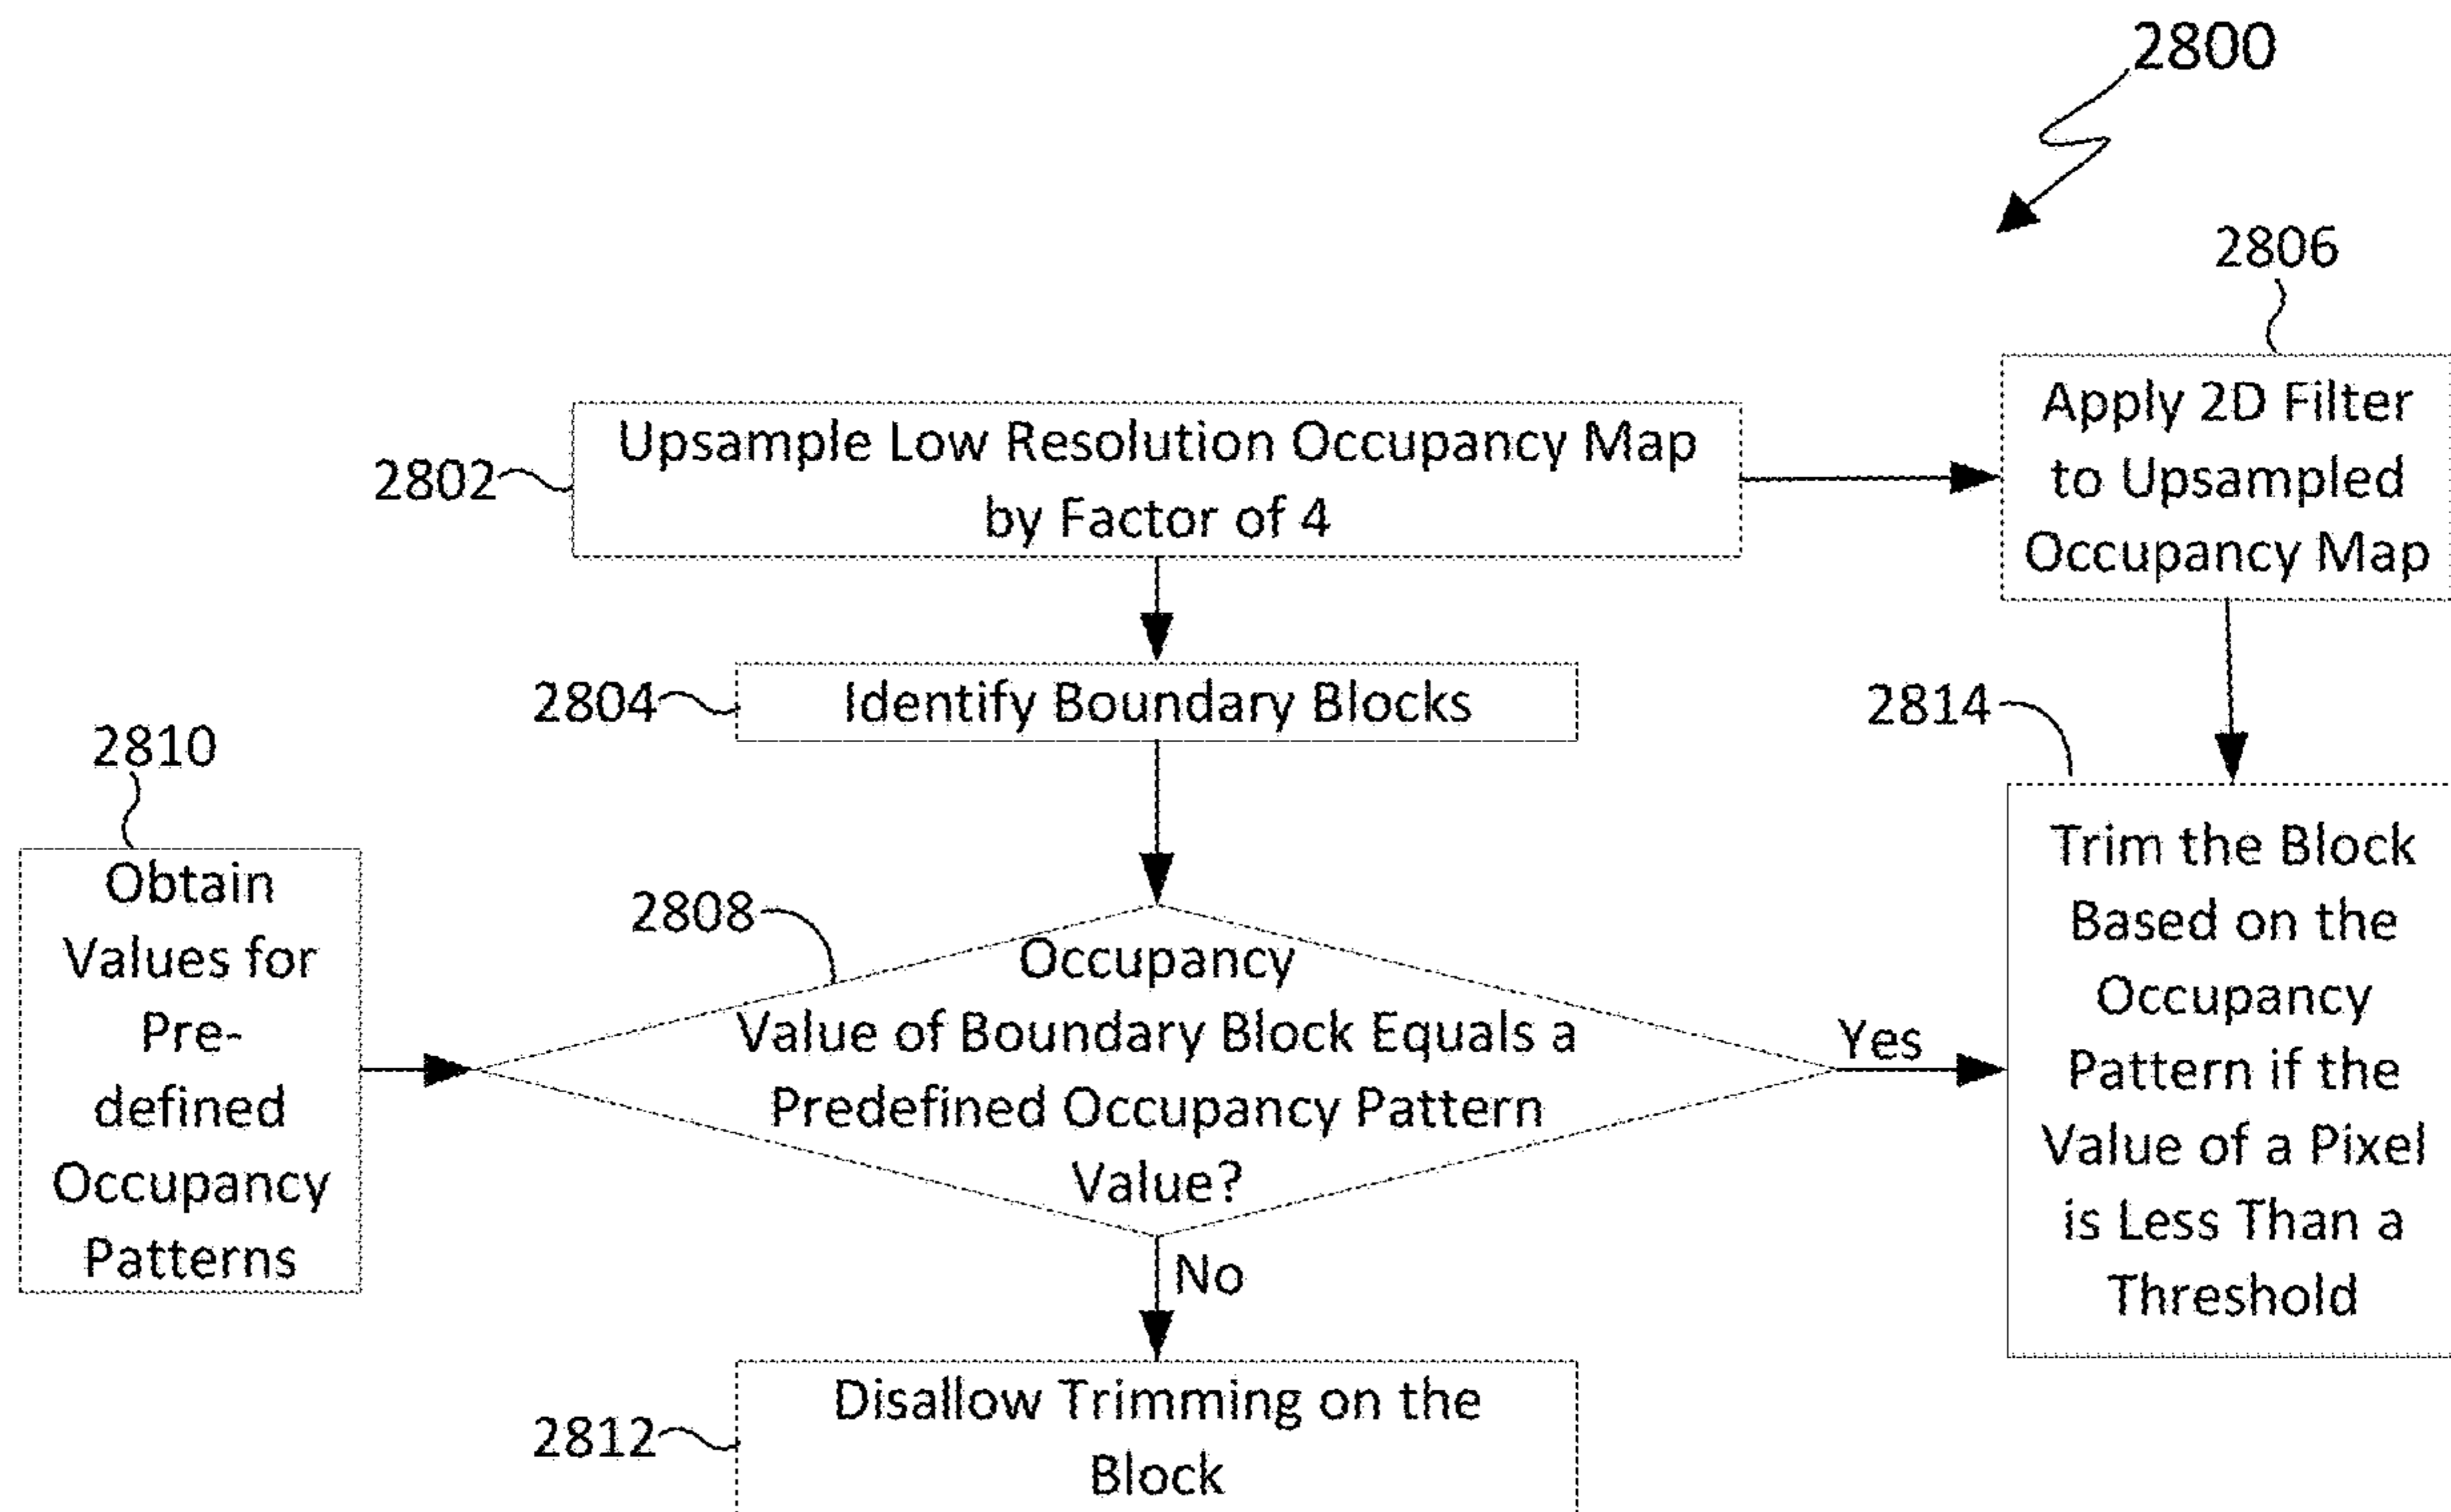 2800
2806
Apply 2D Filter
to Upsampled
Occupancy Map
2802
Upsample Low Resolution Occupancy Map
by Factor of 4
2804
Identify Boundary Blocks
2814
2810
Obtain
Values for
Pre-
defined
Occupancy
Patterns
2808
Occupancy
Value of Boundary Block Equals a
Predefined Occupancy Pattern
Value?
Yes
Trim the Block
Based on the
Occupancy
Pattern if the
Value of a Pixel
is Less Than a
Threshold
No
2812
Disallow Trimming on the
Block